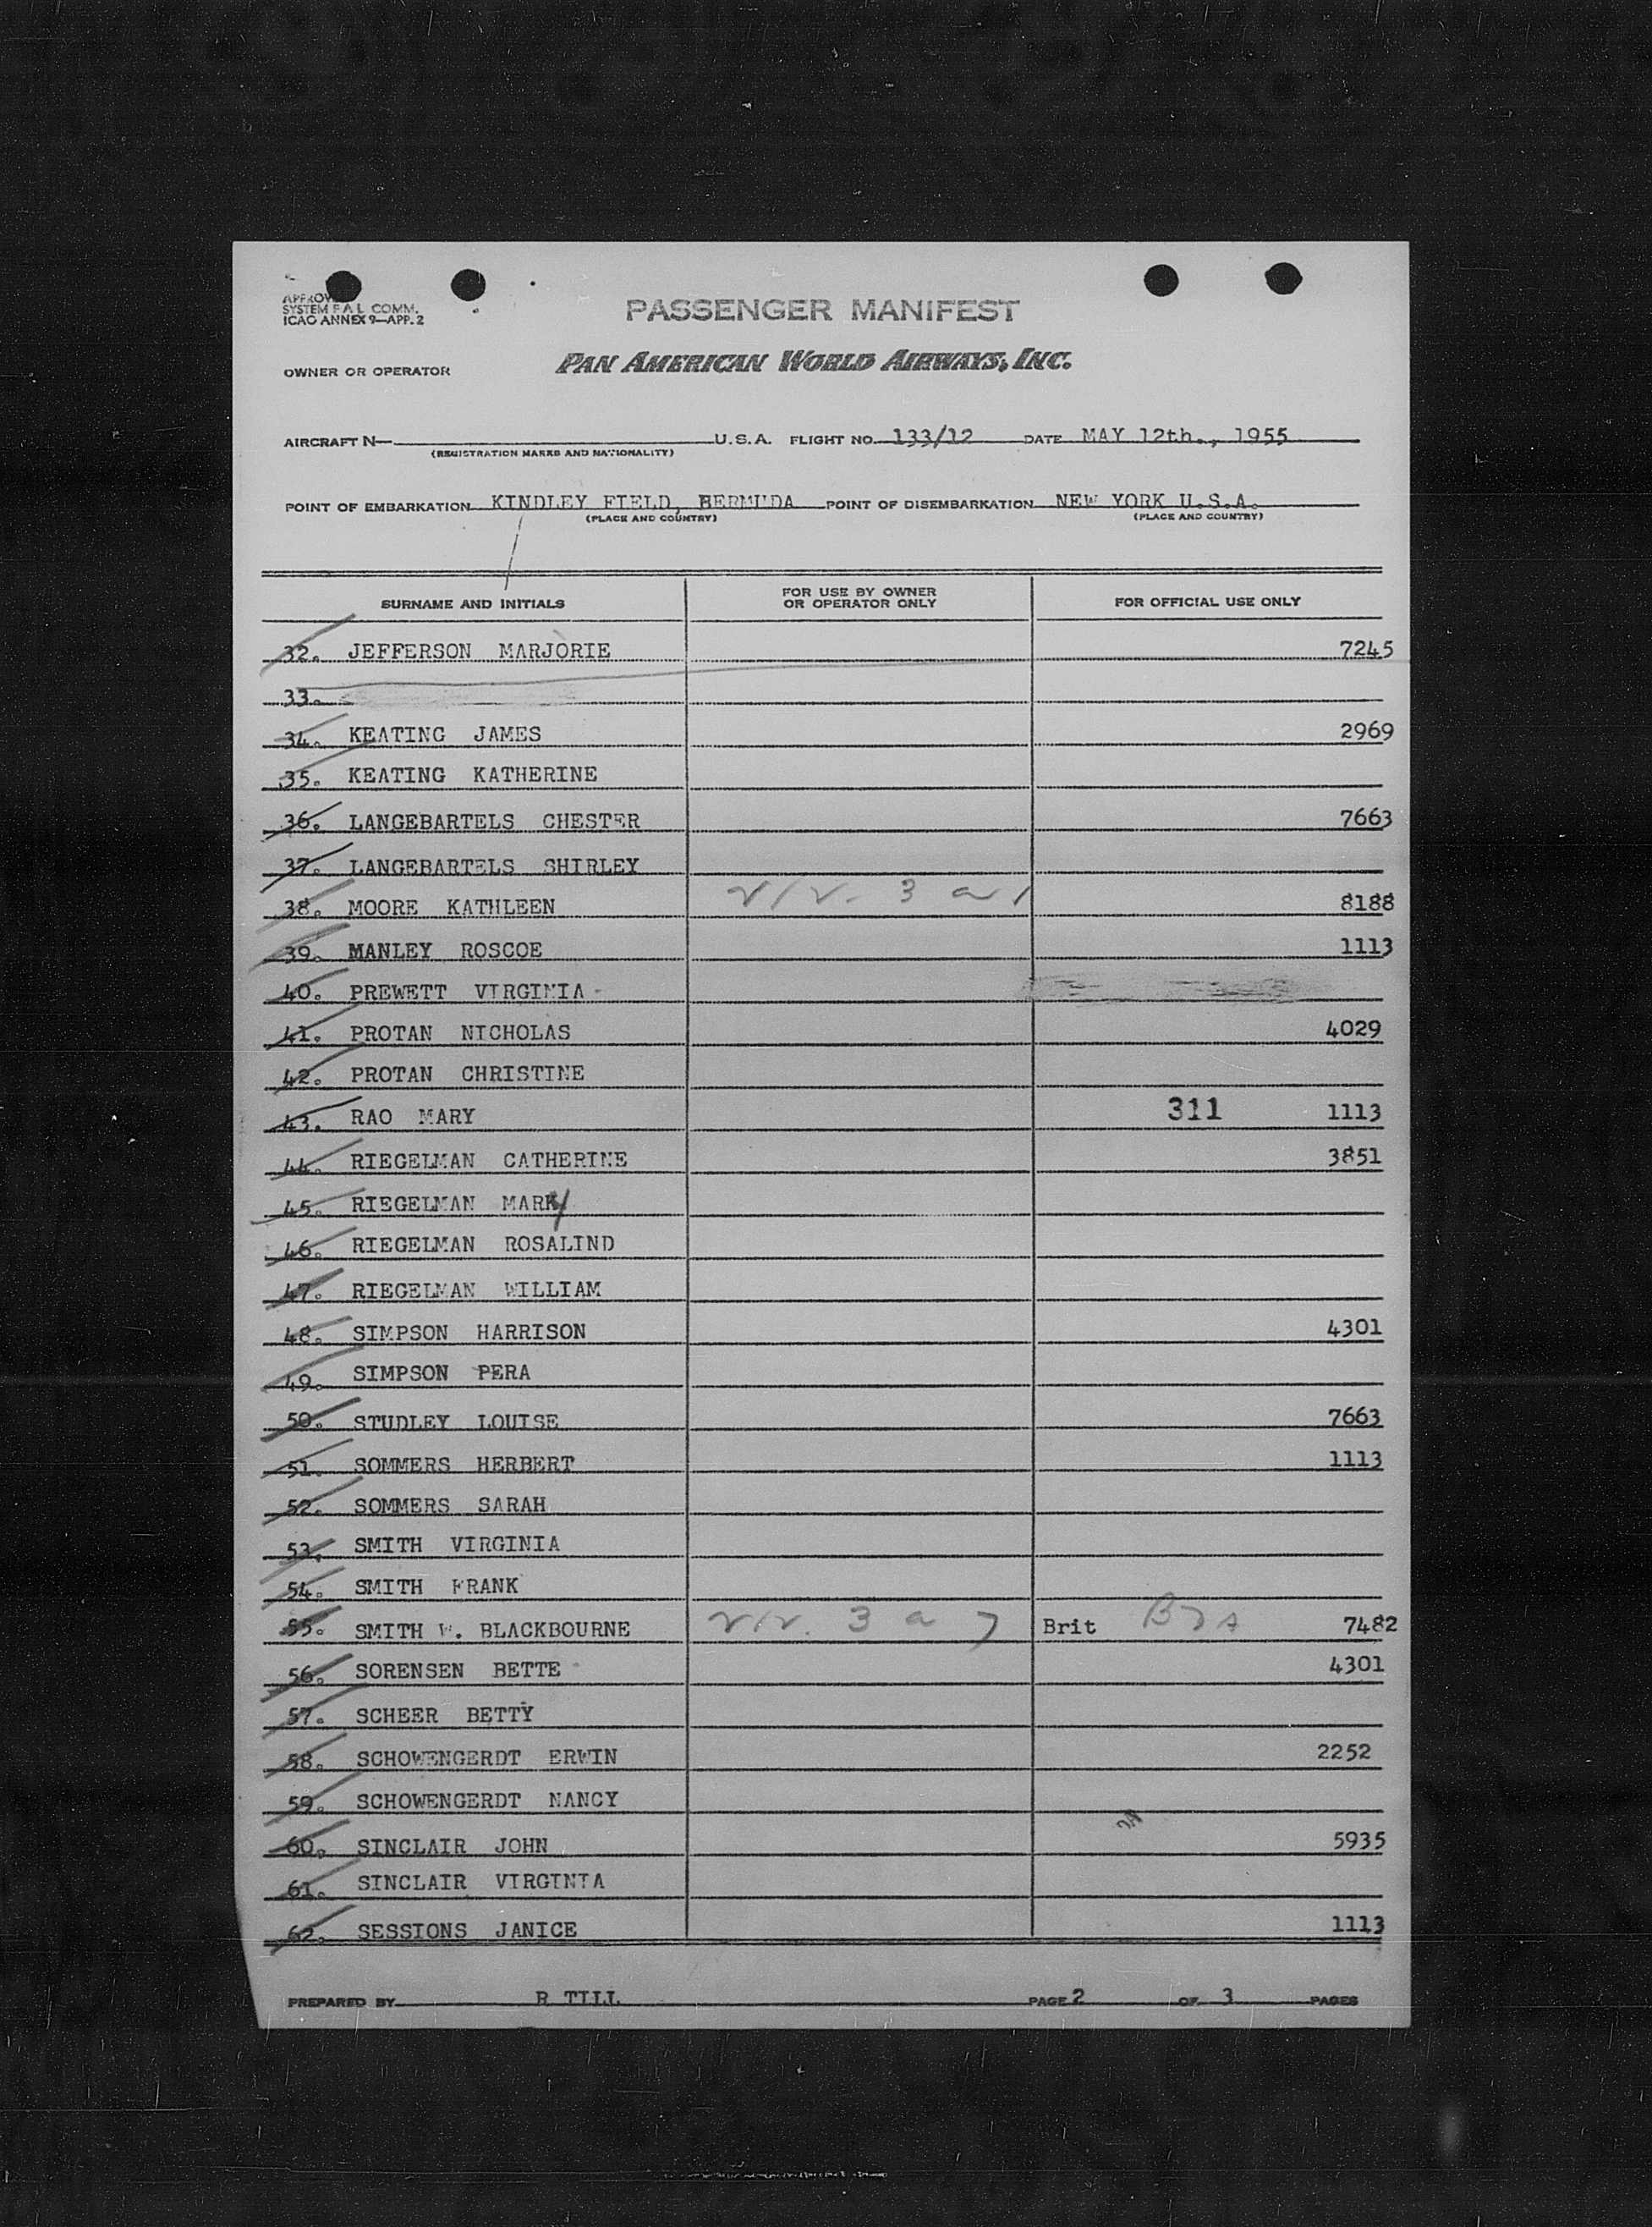 SYSTEM F A L COMM.
ICAO ANNEX 9—APP. 2
PASSENGER MANIFEST
OWNER OR OPERATOR PAN AMERICAN WORLD AIRWAYS, INC.
AIRCRAFT N— U.S.A. FLIGHT NO. 133/12 DATE MAY 12th., 1955
(REGISTRATION MARKS AND NATIONALITY)
POINT OF EMBARKATION KINDLEY FIELD, BERMUDA POINT OF DISEMBARKATION NEW YORK U.S.A.
(PLACE AND COUNTRY) (PLACE AND COUNTRY)
SURNAME AND INITIALS FOR USE BY OWNER OR OPERATOR ONLY FOR OFFICIAL USE ONLY
32. JEFFERSON MARJORIE 7245
33.
34. KEATING JAMES 2969
35. KEATING KATHERINE
36. LANGEBARTELS CHESTER 7663
37. LANGEBARTELS SHIRLEY
38. MOORE KATHLEEN 8188
39. MANLEY ROSCOE 1113
40. PREWETT VIRGINIA
41. PROTAN NICHOLAS 4029
42. PROTAN CHRISTINE
43. RAO MARY 311 1113
44. RIEGELMAN CATHERINE 3851
45. RIEGELMAN MARY
46. RIEGELMAN ROSALIND
47. RIEGELMAN WILLIAM
48. SIMPSON HARRISON 4301
49. SIMPSON PERA
50. STUDLEY LOUISE 7663
51. SOMMERS HERBERT 1113
52. SOMMERS SARAH
53. SMITH VIRGINIA
54. SMITH FRANK
55. SMITH W. BLACKBOURNE Brit 7482
56. SORENSEN BETTE 4301
57. SCHEER BETTY
58. SCHOWENGERDT ERWIN 2252
59. SCHOWENGERDT NANCY
60. SINCLAIR JOHN 5935
61. SINCLAIR VIRGINIA
62. SESSIONS JANICE 1113
PREPARED BY R TILL PAGE 2 OF 3 PAGES